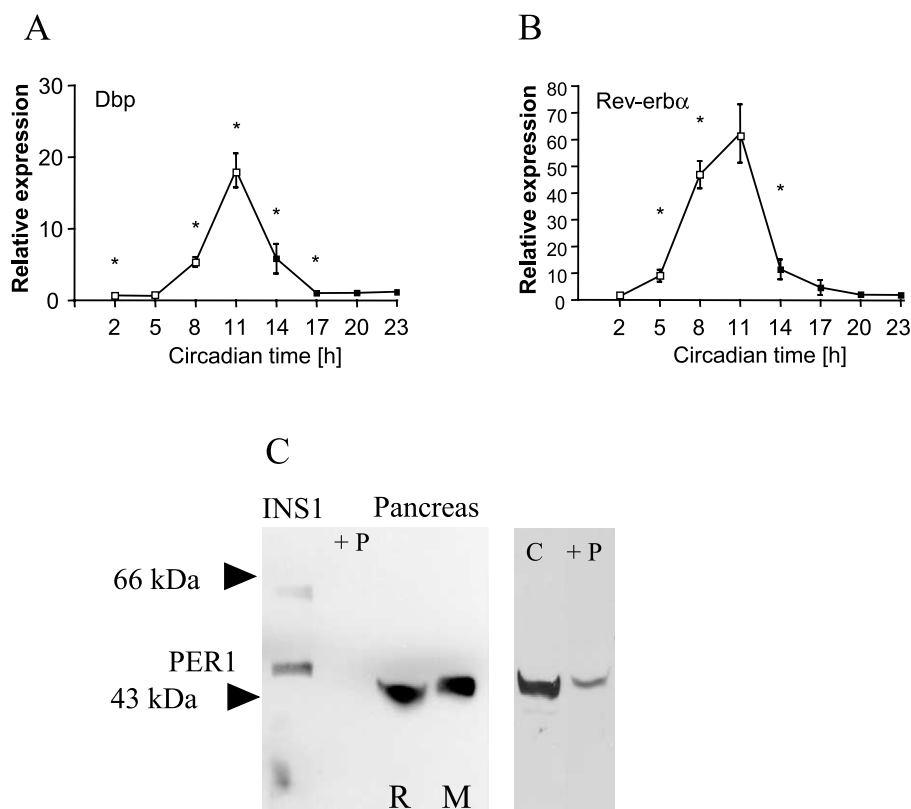 A
Relative expression
30
20
10
0
Dbp
*
*
*
*
*
2 5 8 11 14 17 20 23
Circadian time [h]
B
Relative expression
80
70
60
50
40
30
20
10
0
Rev-erbα
*
*
*
2 5 8 11 14 17 20 23
Circadian time [h]
C
INS1 Pancreas
+ P
C + P
66 kDa
PER1
43 kDa
R M